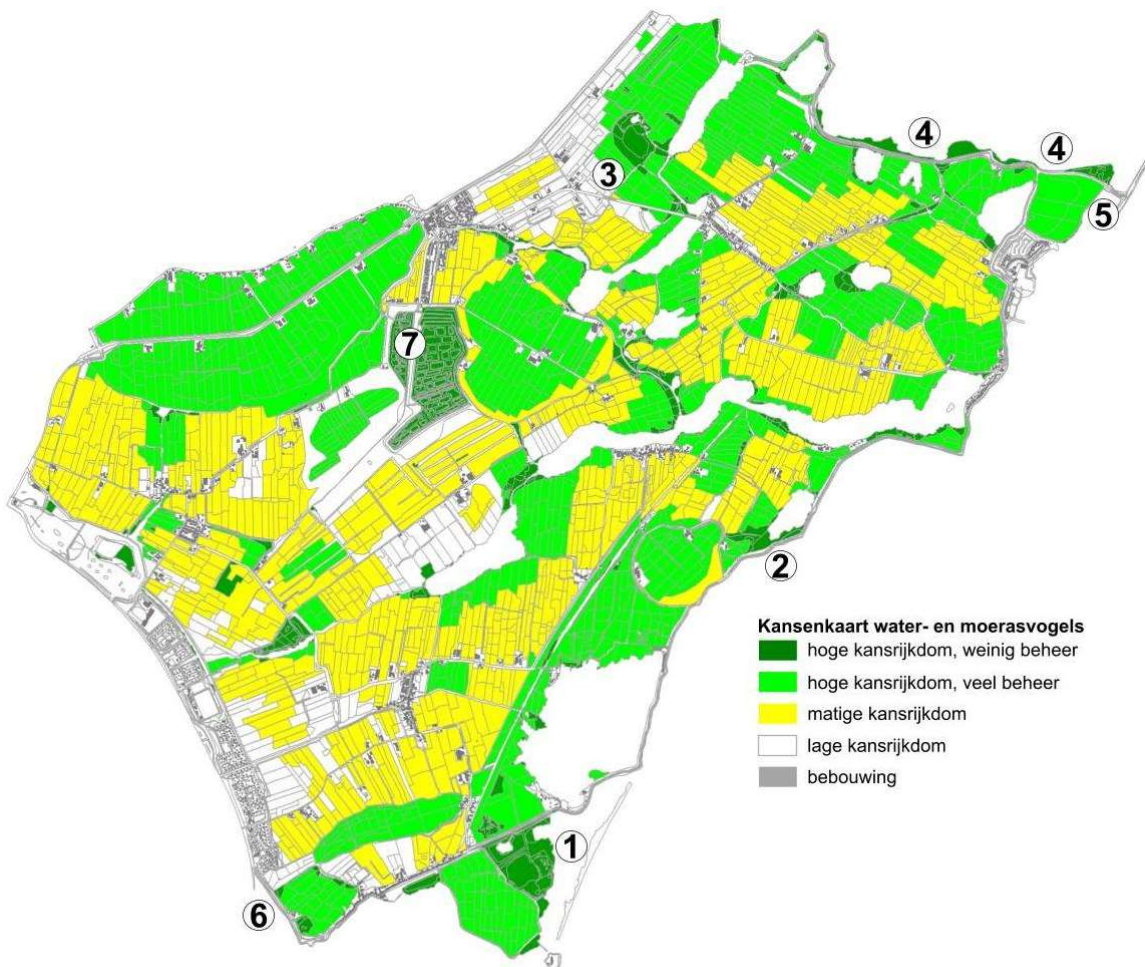 4
4
3
5
7
2
Kansenkaart water- en moerasvogels
hoge kansrijkdom, weinig beheer
hoge kansrijkdom, veel beheer
matige kansrijkdom
lage kansrijkdom
bebouwing
1
6